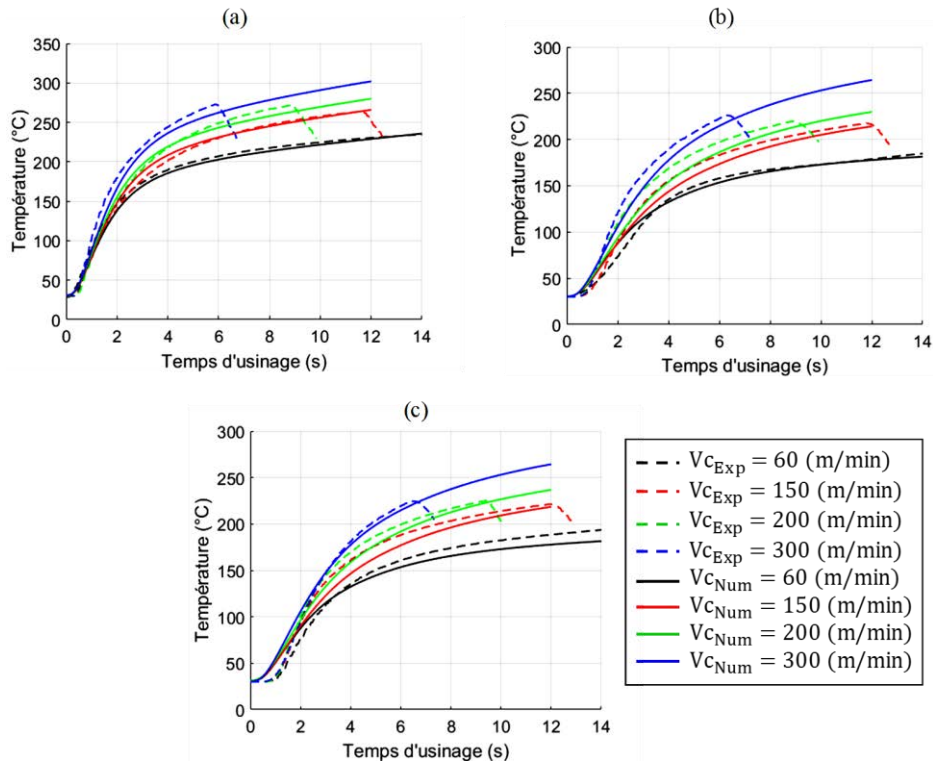 (a)
350
300
250
200
150
100
50
0
Température (°C)
0 2 4 6 8 10 12 14
Temps d'usinage (s)
(b)
300
250
200
150
100
50
0
Température (°C)
0 2 4 6 8 10 12 14
Temps d'usinage (s)
(c)
300
250
200
150
100
50
0
Température (°C)
0 2 4 6 8 10 12 14
Temps d'usinage (s)
Vc_Exp = 60 (m/min)
Vc_Exp = 150 (m/min)
Vc_Exp = 200 (m/min)
Vc_Exp = 300 (m/min)
Vc_Num = 60 (m/min)
Vc_Num = 150 (m/min)
Vc_Num = 200 (m/min)
Vc_Num = 300 (m/min)